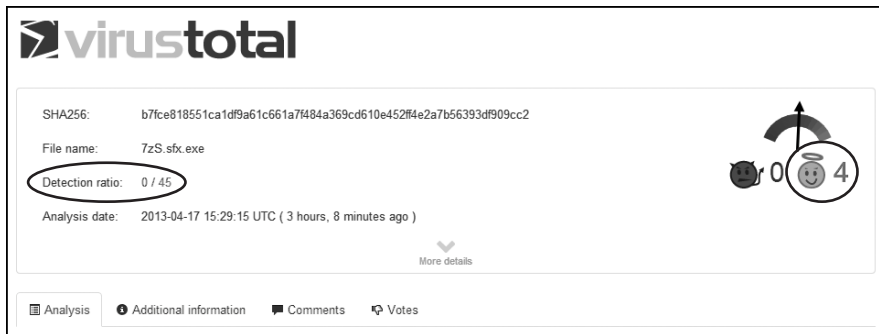 virustotal
SHA256: b7fce818551ca1df9a61c661a7f484a369cd610e452ff4e2a7b56393df909cc2
File name: 7zS.sfx.exe
Detection ratio: 0 / 45
0 4
Analysis date: 2013-04-17 15:29:15 UTC ( 3 hours, 8 minutes ago )
More details
Analysis Additional information Comments Votes